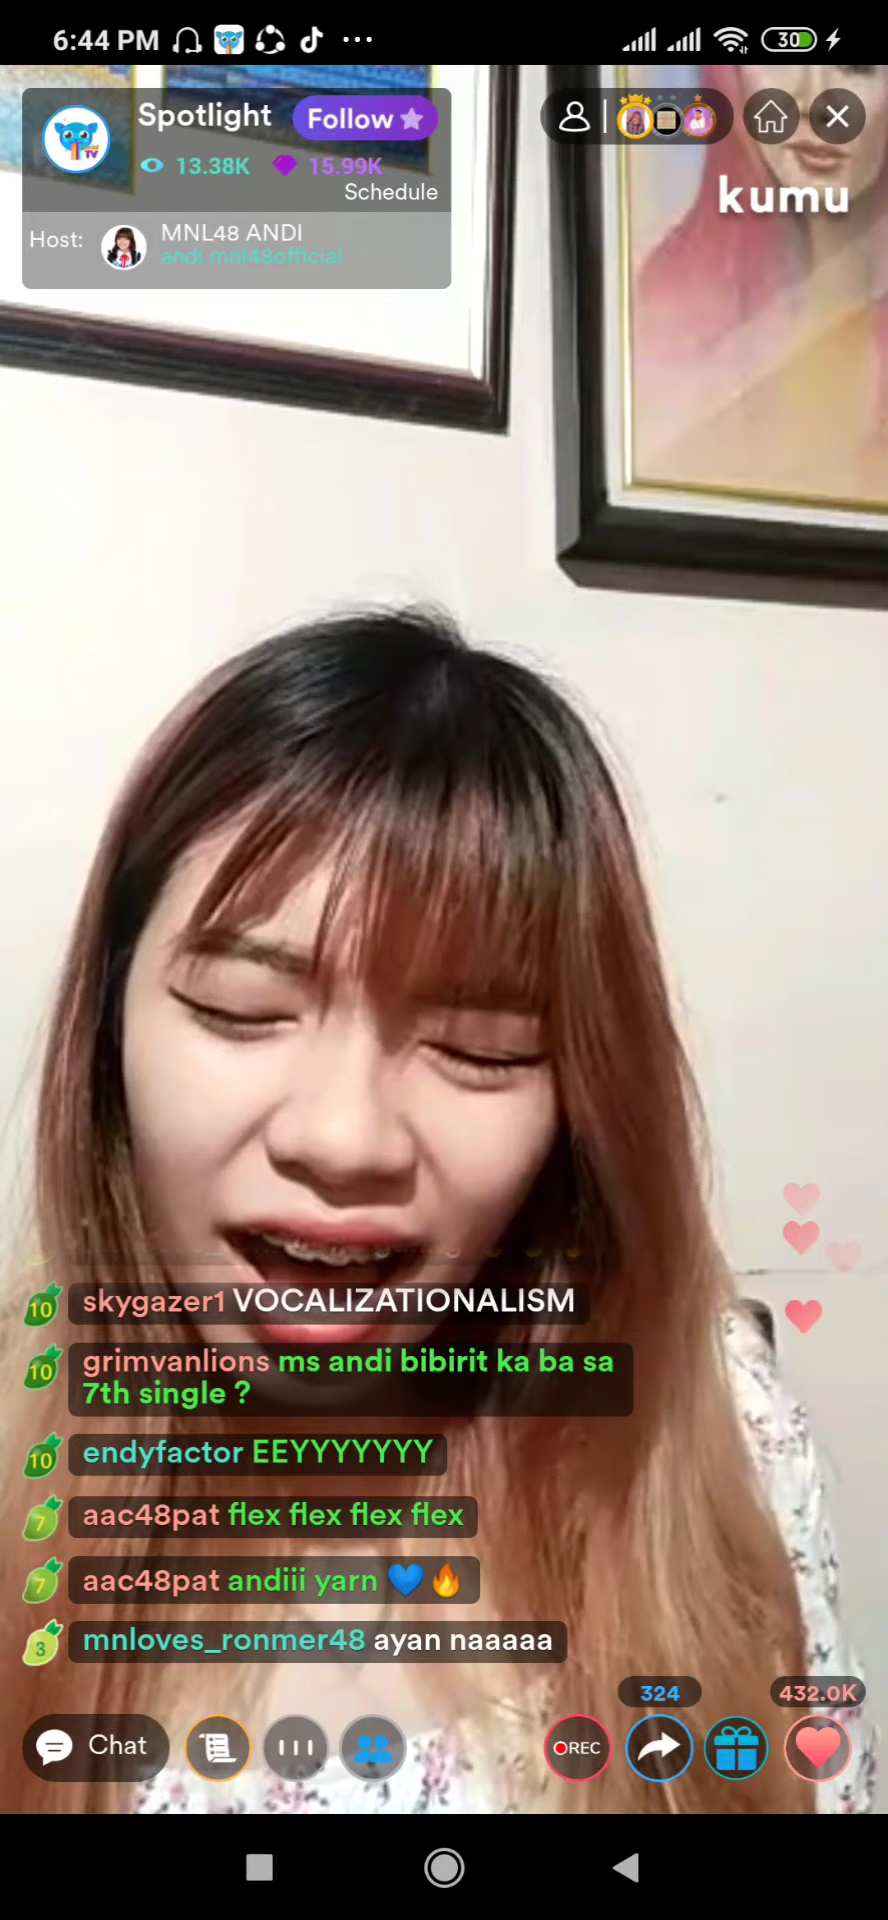 6:44 PM
30
Spotlight
Follow
13.38K
15.99K
Schedule
TV
kumu
Host:
MNL48 ANDI
andi.mnl48official
10
skygazer1 VOCALIZATIONALISM
10
grimvanlions ms andi bibirit ka ba sa
7th single ?
10
endyfactor EEYYYYYYY
7
aac48pat flex flex flex flex
7
aac48pat andiii yarn 💙🔥
3
mnloves_ronmer48 ayan naaaaa
324
432.0K
Chat
REC